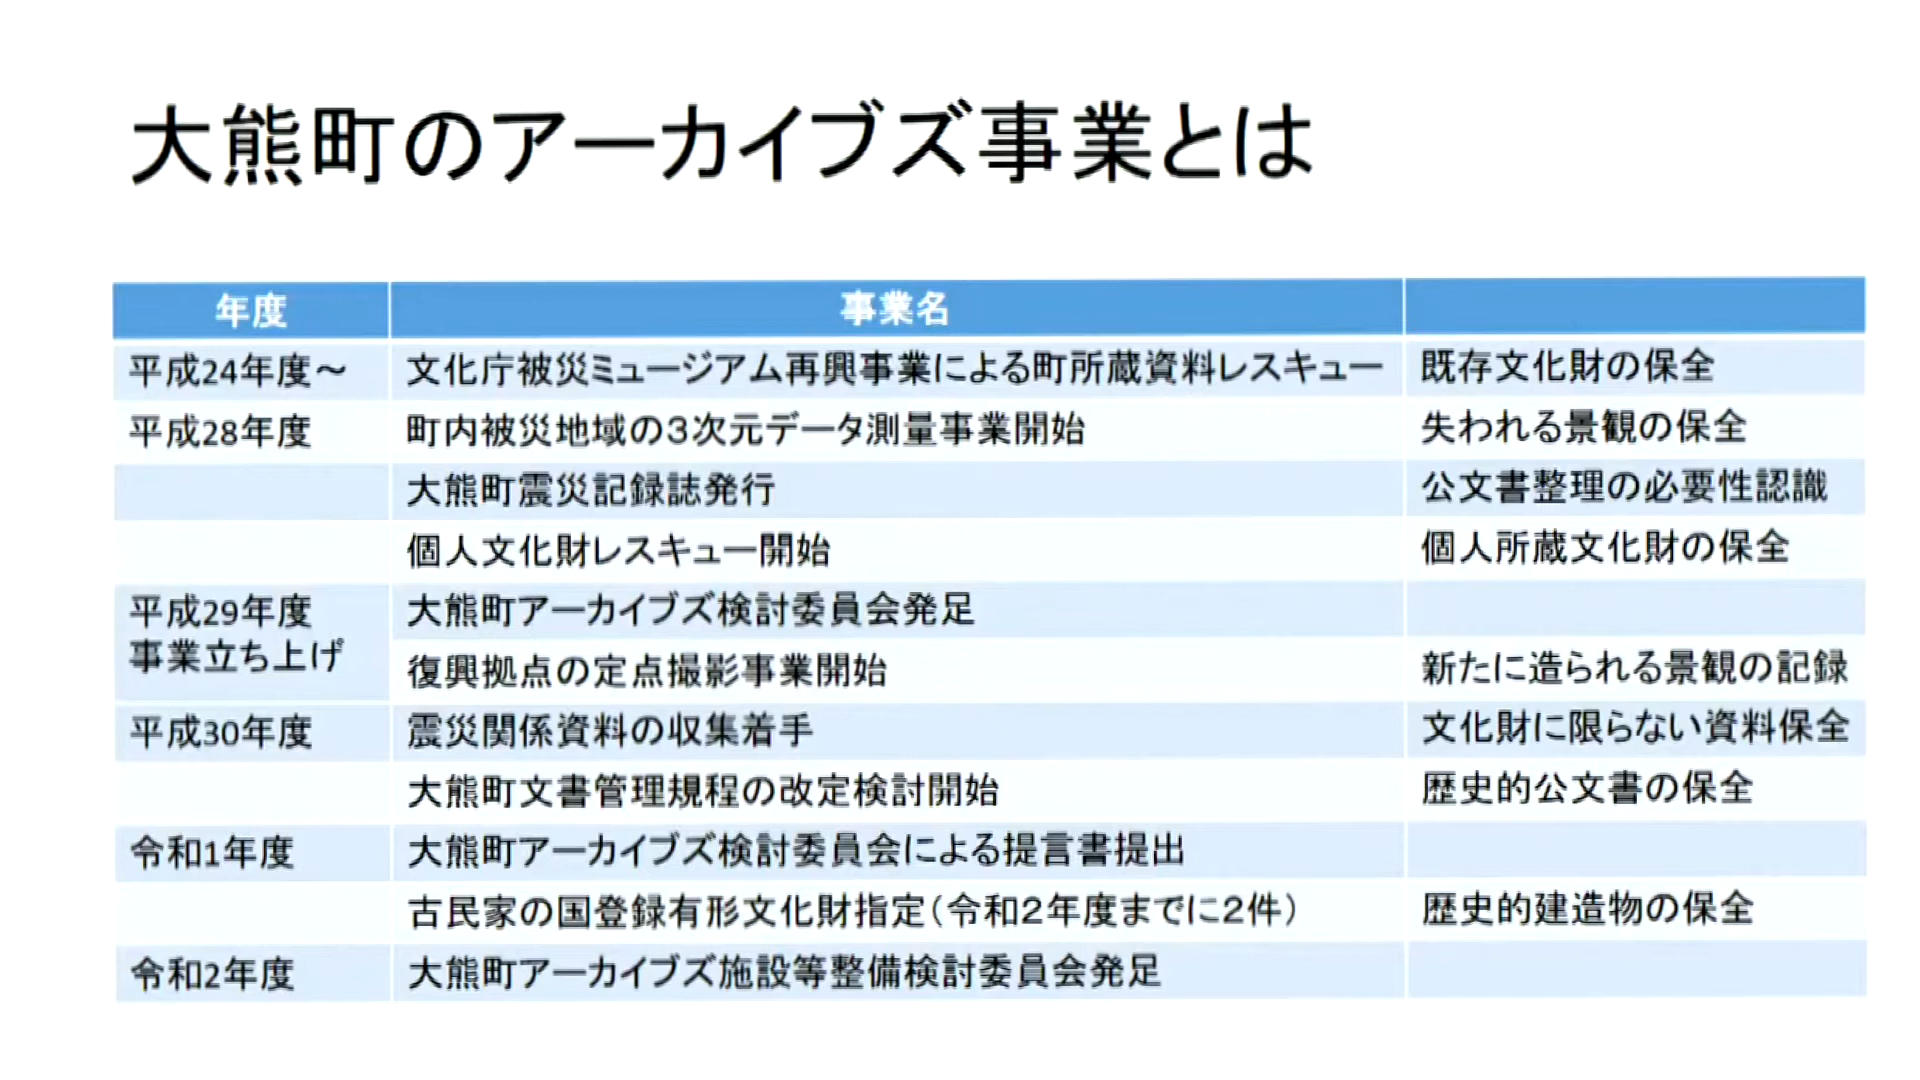 大熊町のアーカイブズ事業とは
年度 事業名
平成24年度～ 文化庁被災ミュージアム再興事業による町所蔵資料レスキュー 既存文化財の保全
平成28年度 町内被災地域の３次元データ測量事業開始 失われる景観の保全
大熊町震災記録誌発行 公文書整理の必要性認識
個人文化財レスキュー開始 個人所蔵文化財の保全
平成29年度 大熊町アーカイブズ検討委員会発足
事業立ち上げ 復興拠点の定点撮影事業開始 新たに造られる景観の記録
平成30年度 震災関係資料の収集着手 文化財に限らない資料保全
大熊町文書管理規程の改定検討開始 歴史的公文書の保全
令和1年度 大熊町アーカイブズ検討委員会による提言書提出
古民家の国登録有形文化財指定（令和２年度までに２件） 歴史的建造物の保全
令和2年度 大熊町アーカイブズ施設等整備検討委員会発足